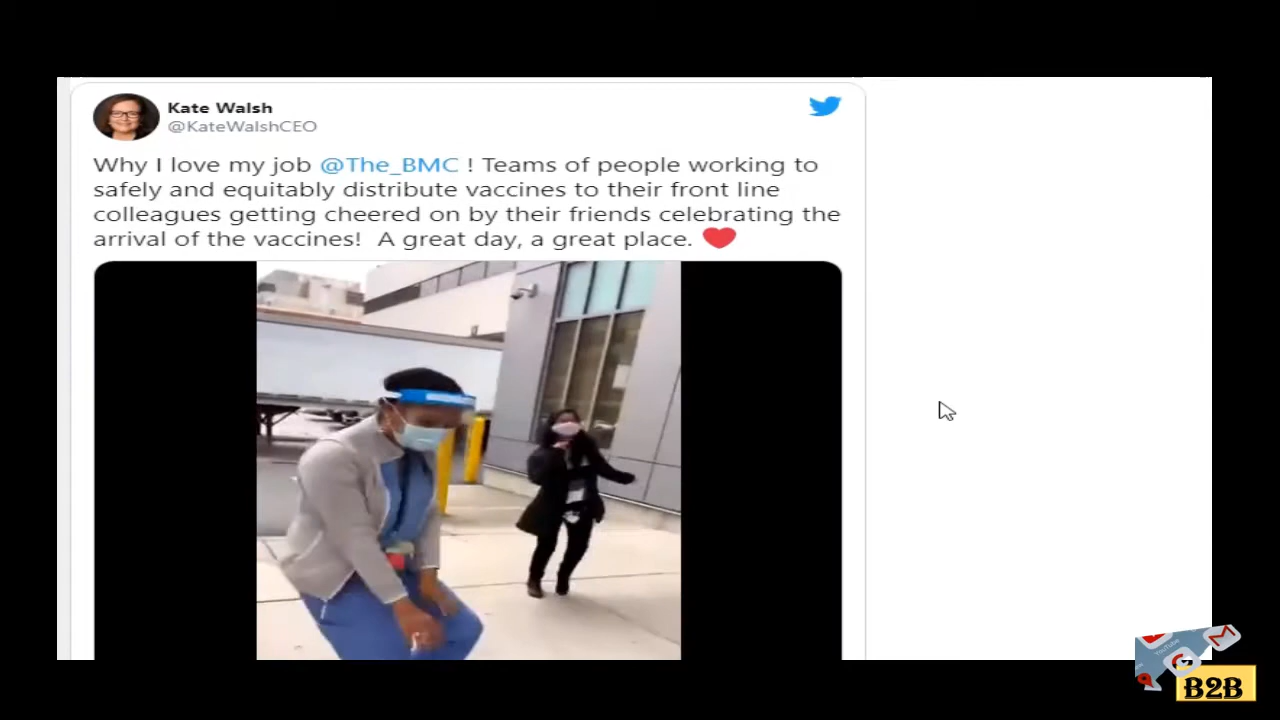 Kate Walsh
@KateWalshCEO
Why I love my job @The_BMC ! Teams of people working to
safely and equitably distribute vaccines to their front line
colleagues getting cheered on by their friends celebrating the
arrival of the vaccines!  A great day, a great place. ❤️
YouTube
B2B